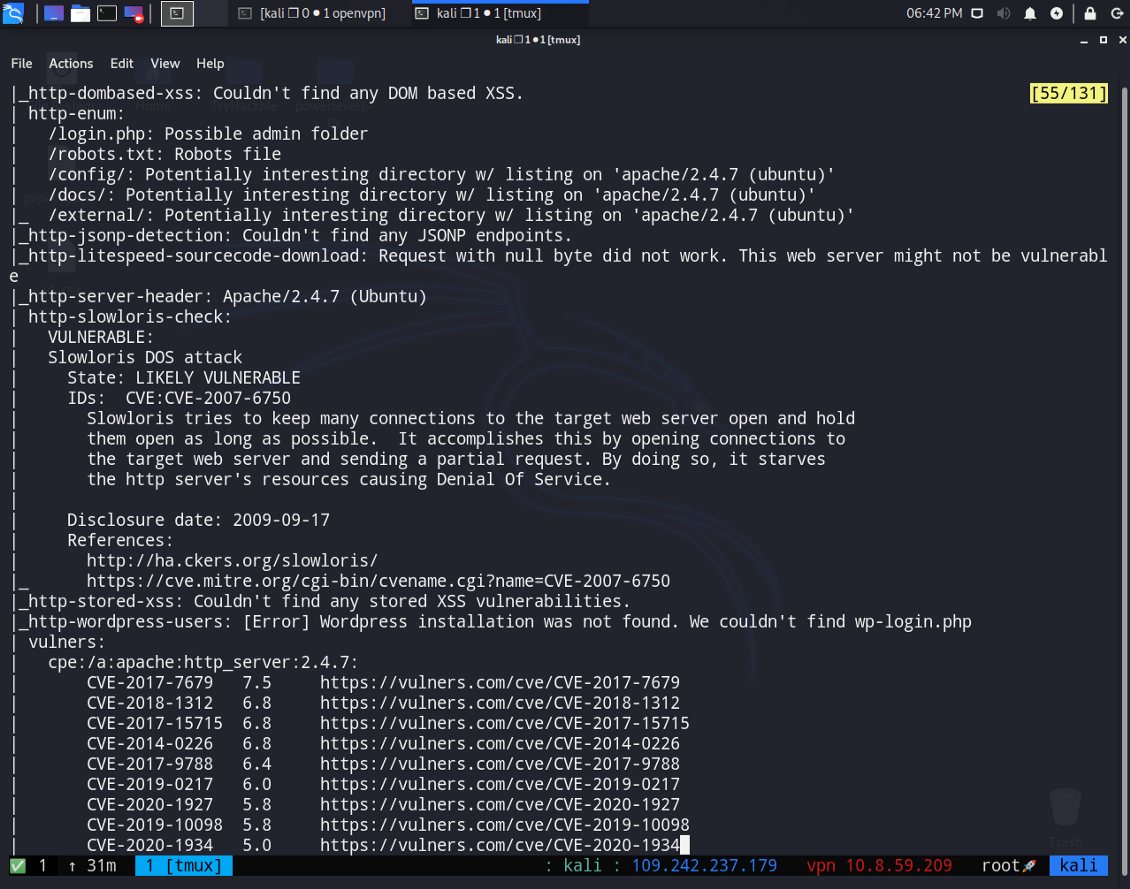 [kali ❐ 0 ● 1 openvpn]
kali ❐ 1 ● 1 [tmux]
06:42 PM
kali ❐ 1 ● 1 [tmux]
File Actions Edit View Help
|_http-dombased-xss: Couldn't find any DOM based XSS. [55/131]
| http-enum:
|   /login.php: Possible admin folder
|   /robots.txt: Robots file
|   /config/: Potentially interesting directory w/ listing on 'apache/2.4.7 (ubuntu)'
|   /docs/: Potentially interesting directory w/ listing on 'apache/2.4.7 (ubuntu)'
|_  /external/: Potentially interesting directory w/ listing on 'apache/2.4.7 (ubuntu)'
|_http-jsonp-detection: Couldn't find any JSONP endpoints.
|_http-litespeed-sourcecode-download: Request with null byte did not work. This web server might not be vulnerabl
e
|_http-server-header: Apache/2.4.7 (Ubuntu)
| http-slowloris-check:
|   VULNERABLE:
|   Slowloris DOS attack
|     State: LIKELY VULNERABLE
|     IDs:  CVE:CVE-2007-6750
|       Slowloris tries to keep many connections to the target web server open and hold
|       them open as long as possible.  It accomplishes this by opening connections to
|       the target web server and sending a partial request. By doing so, it starves
|       the http server's resources causing Denial Of Service.
|
|     Disclosure date: 2009-09-17
|     References:
|       http://ha.ckers.org/slowloris/
|_      https://cve.mitre.org/cgi-bin/cvename.cgi?name=CVE-2007-6750
|_http-stored-xss: Couldn't find any stored XSS vulnerabilities.
|_http-wordpress-users: [Error] Wordpress installation was not found. We couldn't find wp-login.php
| vulners:
|   cpe:/a:apache:http_server:2.4.7:
|       CVE-2017-7679   7.5     https://vulners.com/cve/CVE-2017-7679
|       CVE-2018-1312   6.8     https://vulners.com/cve/CVE-2018-1312
|       CVE-2017-15715  6.8     https://vulners.com/cve/CVE-2017-15715
|       CVE-2014-0226   6.8     https://vulners.com/cve/CVE-2014-0226
|       CVE-2017-9788   6.4     https://vulners.com/cve/CVE-2017-9788
|       CVE-2019-0217   6.0     https://vulners.com/cve/CVE-2019-0217
|       CVE-2020-1927   5.8     https://vulners.com/cve/CVE-2020-1927
|       CVE-2019-10098  5.8     https://vulners.com/cve/CVE-2019-10098
|       CVE-2020-1934   5.0     https://vulners.com/cve/CVE-2020-1934
Trash
✅ 1 ↑ 31m 1 [tmux] : kali : 109.242.237.179 vpn 10.8.59.209 root🚀 kali